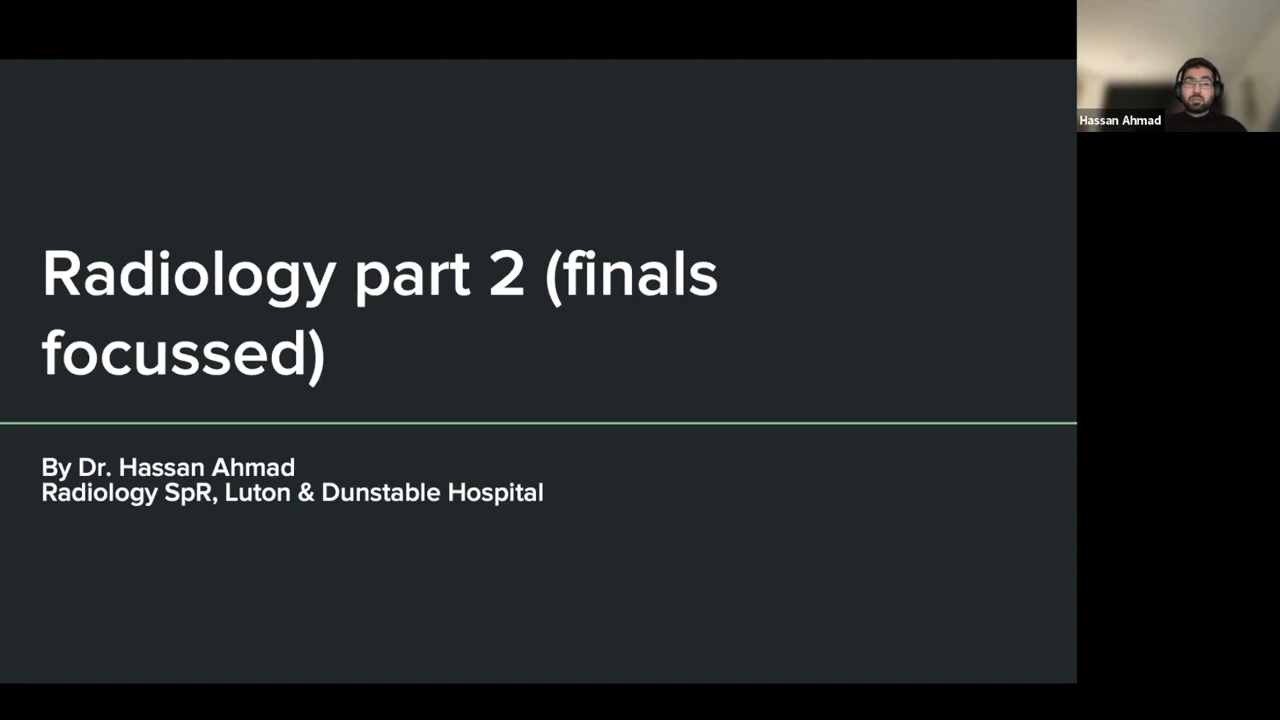 Radiology part 2 (finals
focussed)
By Dr. Hassan Ahmad
Radiology SpR, Luton & Dunstable Hospital
Hassan Ahmad